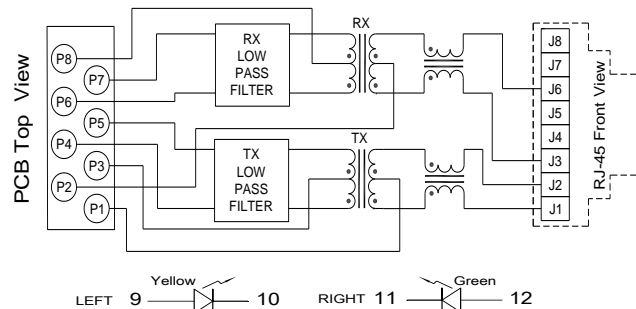 PCB Top View
P8
P7
P6
P5
P4
P3
P2
P1
RX
LOW
PASS
FILTER
TX
LOW
PASS
FILTER
RX
TX
J8
J7
J6
J5
J4
J3
J2
J1
RJ-45 Front View
Yellow
LEFT 9 10
Green
RIGHT 11 12